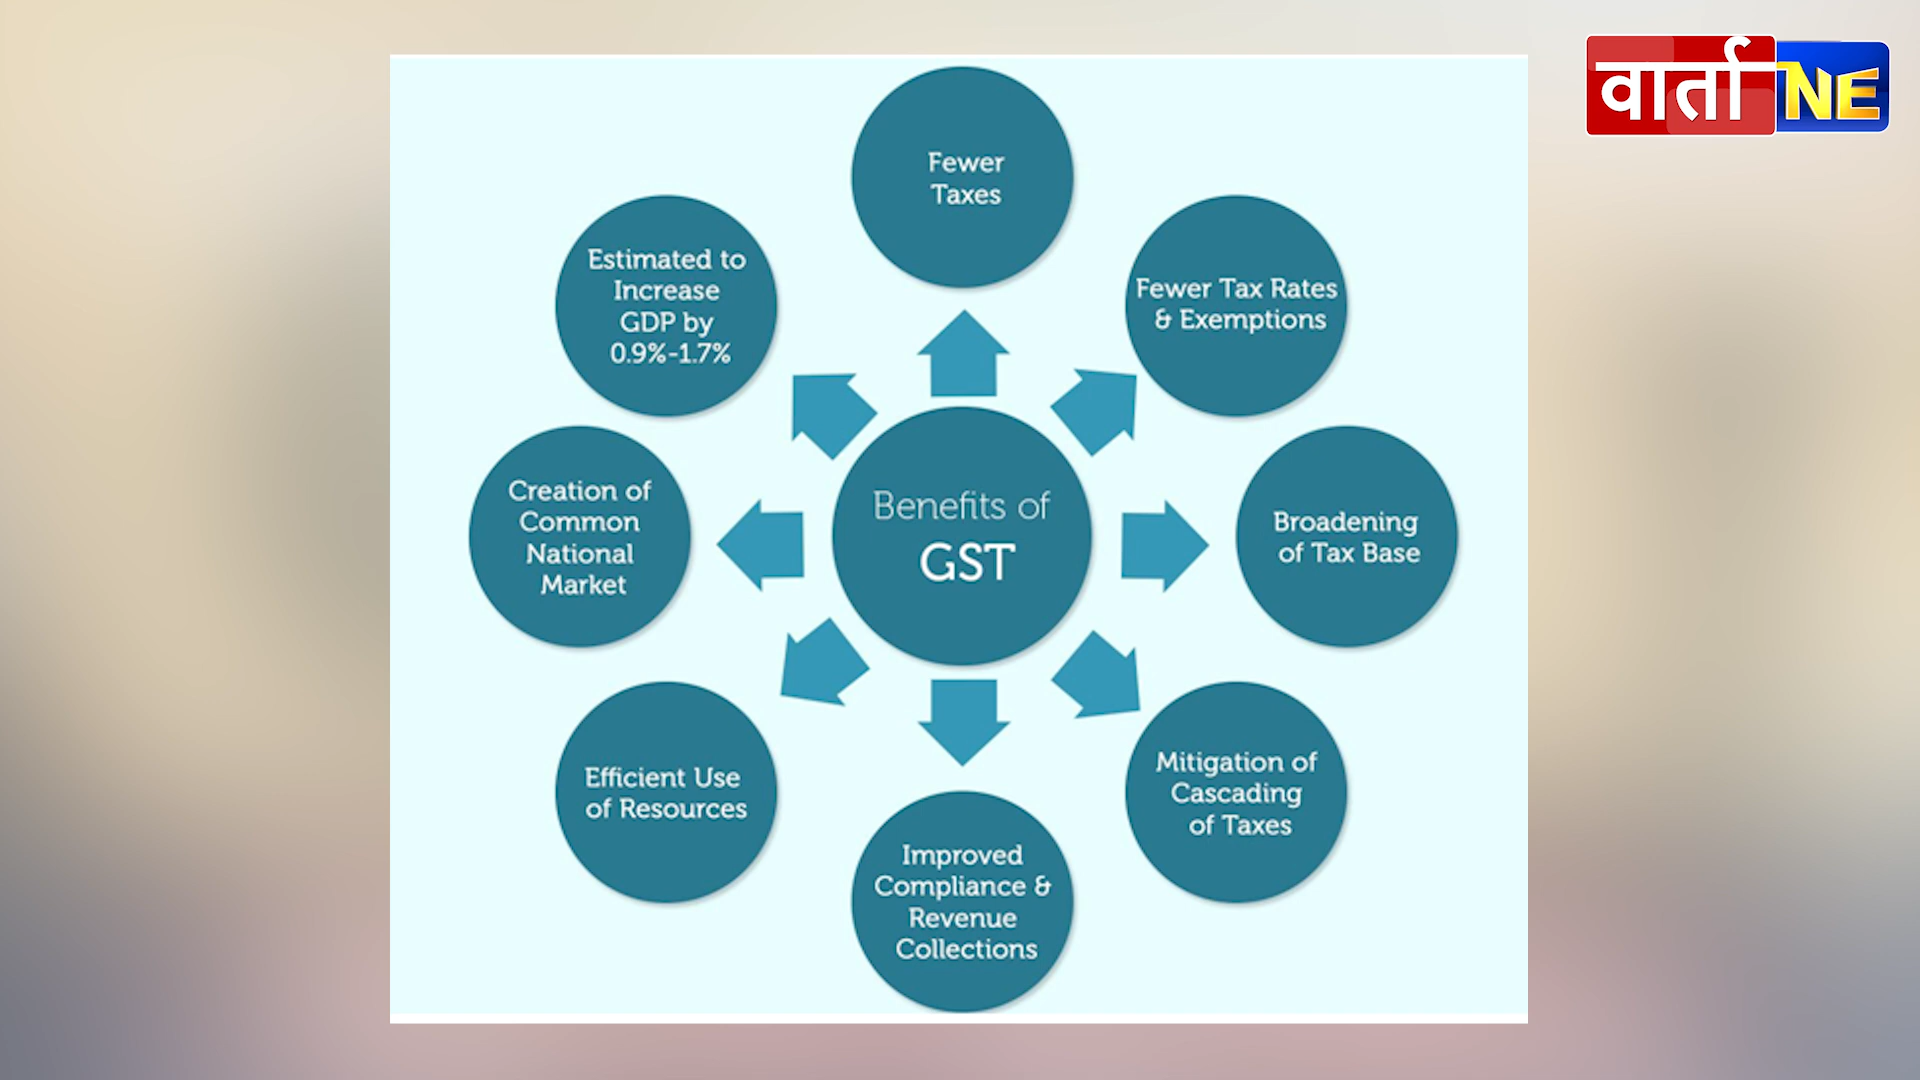 वार्ता NE
Fewer
Taxes
Fewer Tax Rates
& Exemptions
Broadening
of Tax Base
Mitigation of
Cascading
of Taxes
Improved
Compliance &
Revenue
Collections
Efficient Use
of Resources
Creation of
Common
National
Market
Estimated to
Increase
GDP by
0.9%-1.7%
Benefits of
GST